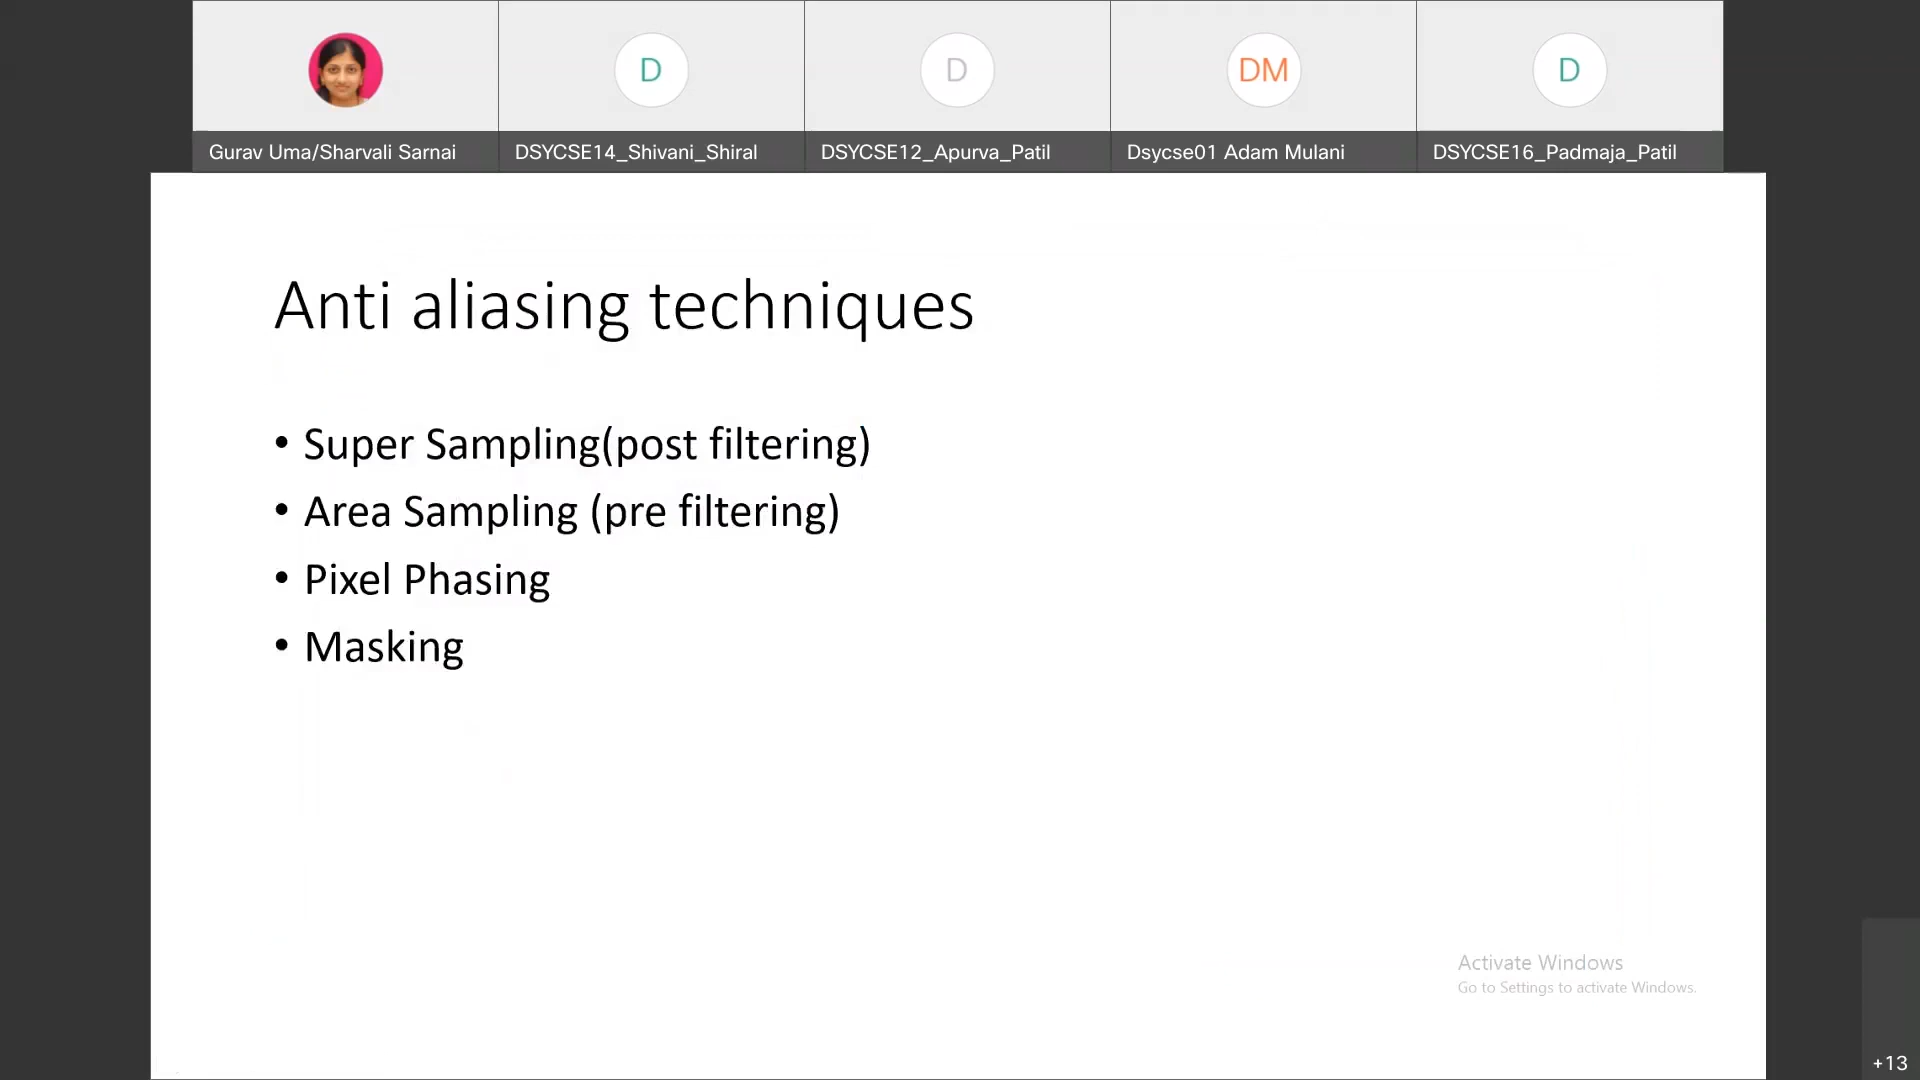 D
D
DM
D
Gurav Uma/Sharvali Sarnai
DSYCSE14_Shivani_Shiral
DSYCSE12_Apurva_Patil
Dsycse01 Adam Mulani
DSYCSE16_Padmaja_Patil
Anti aliasing techniques
• Super Sampling(post filtering)
• Area Sampling (pre filtering)
• Pixel Phasing
• Masking
Activate Windows
Go to Settings to activate Windows.
+13